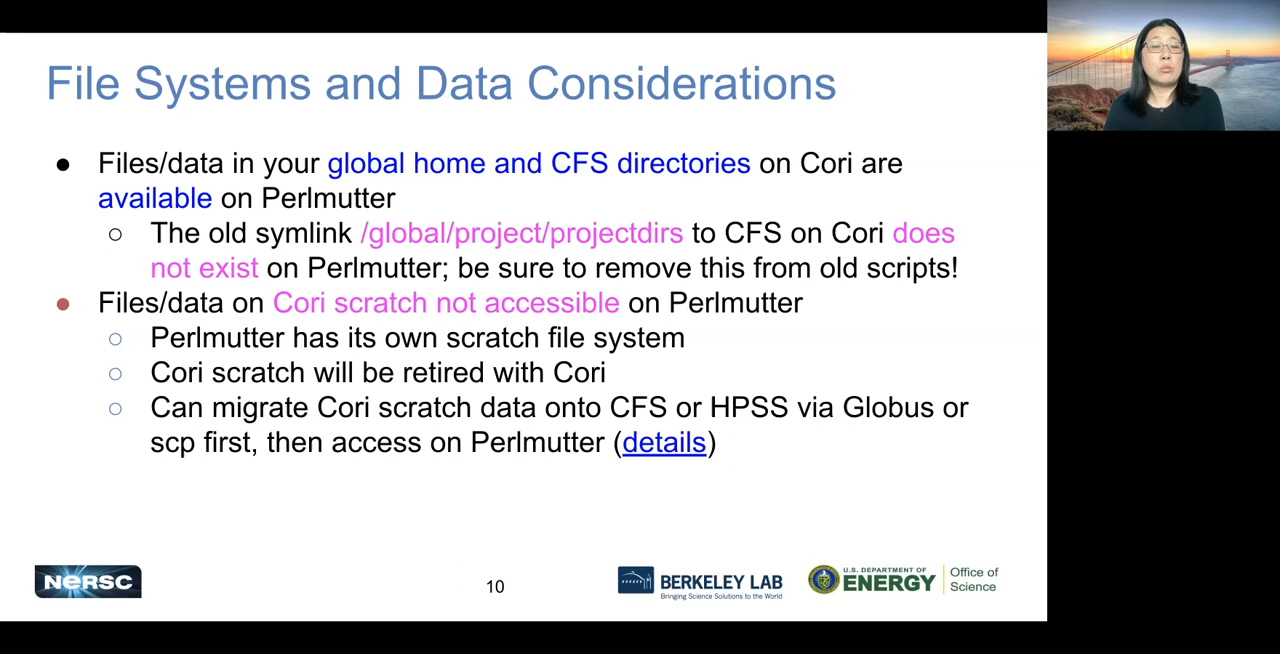 File Systems and Data Considerations
● Files/data in your global home and CFS directories on Cori are
available on Perlmutter
○ The old symlink /global/project/projectdirs to CFS on Cori does
not exist on Perlmutter; be sure to remove this from old scripts!
● Files/data on Cori scratch not accessible on Perlmutter
○ Perlmutter has its own scratch file system
○ Cori scratch will be retired with Cori
○ Can migrate Cori scratch data onto CFS or HPSS via Globus or
scp first, then access on Perlmutter (details)
NERSC
10
BERKELEY LAB
Bringing Science Solutions to the World
U.S. DEPARTMENT OF
ENERGY
Office of
Science